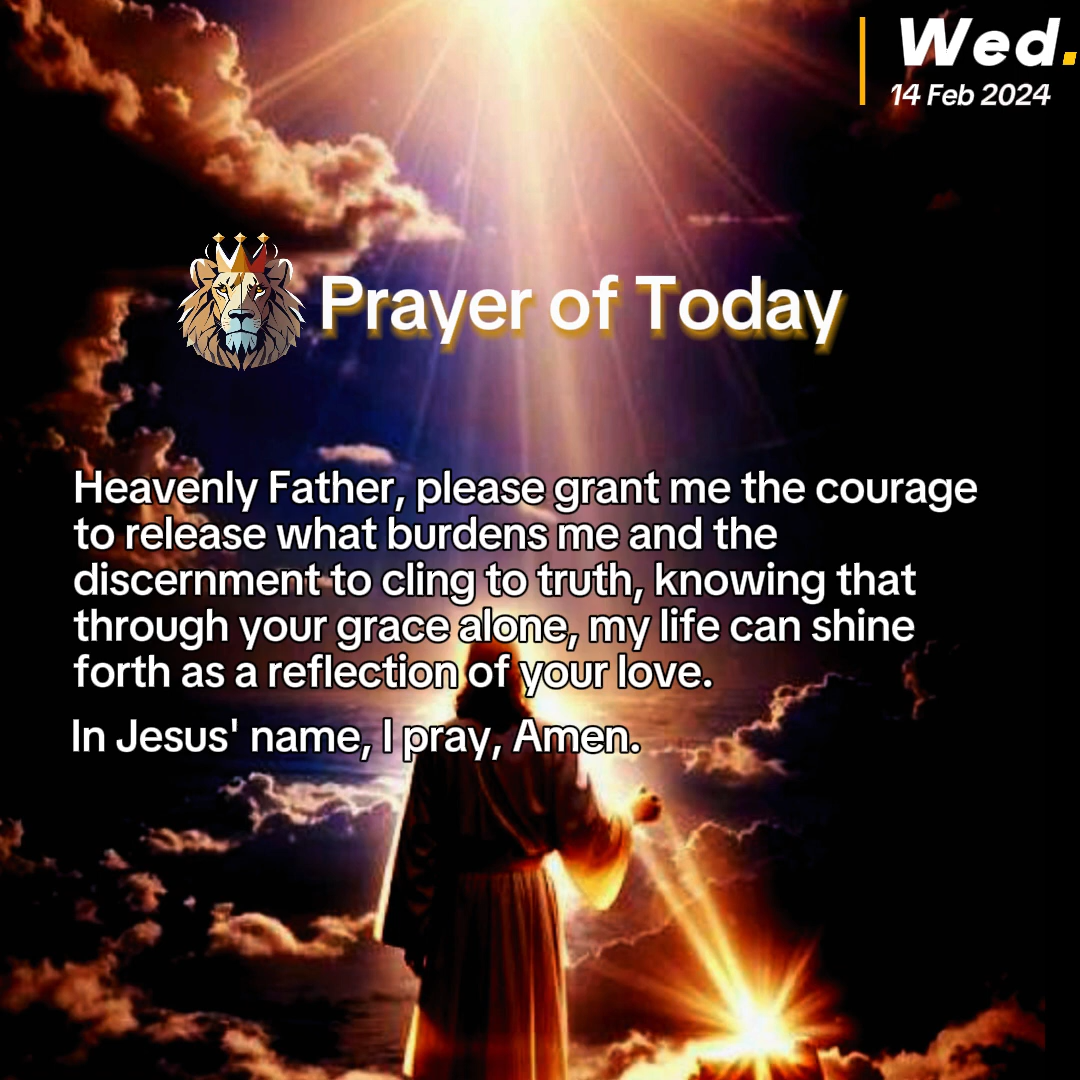 Wed.
14 Feb 2024
Prayer of Today
Heavenly Father, please grant me the courage
to release what burdens me and the
discernment to cling to truth, knowing that
through your grace alone, my life can shine
forth as a reflection of your love.
In Jesus' name, I pray, Amen.